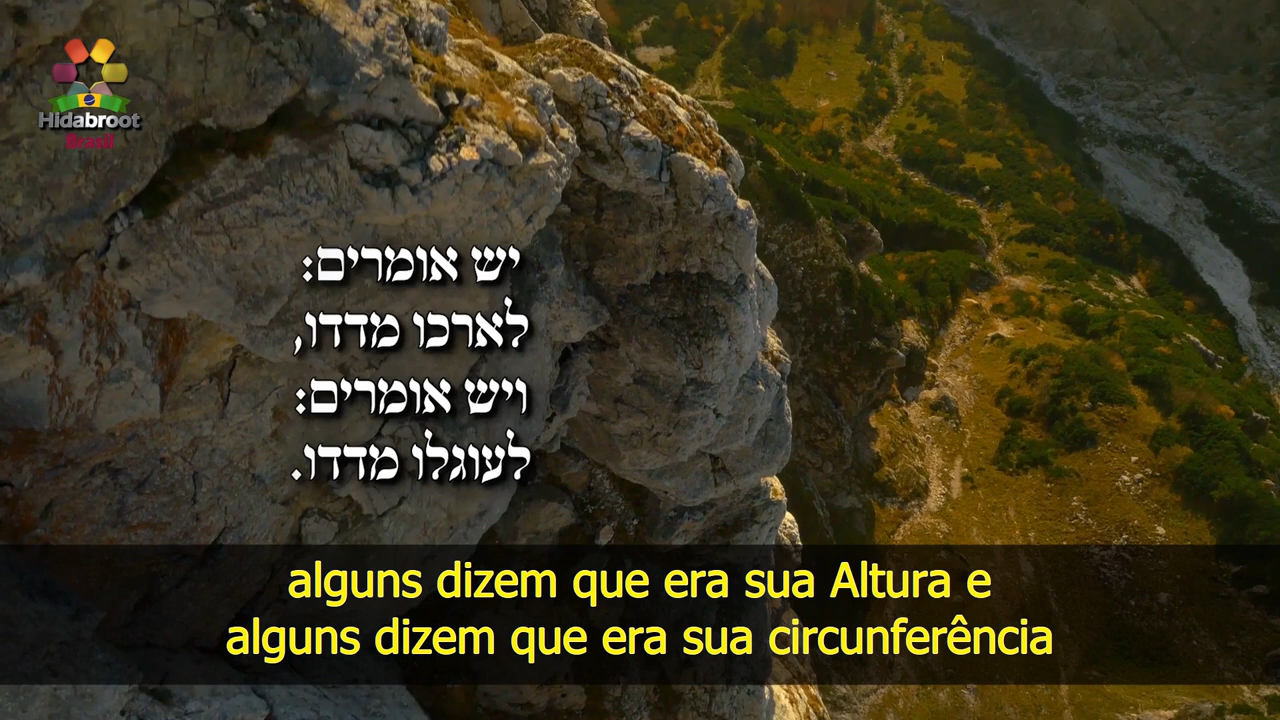 Hidabroot
Brasil
יש אומרים:
לארכו מדדו,
ויש אומרים:
לעוגלו מדדו.
alguns dizem que era sua Altura e
alguns dizem que era sua circunferência